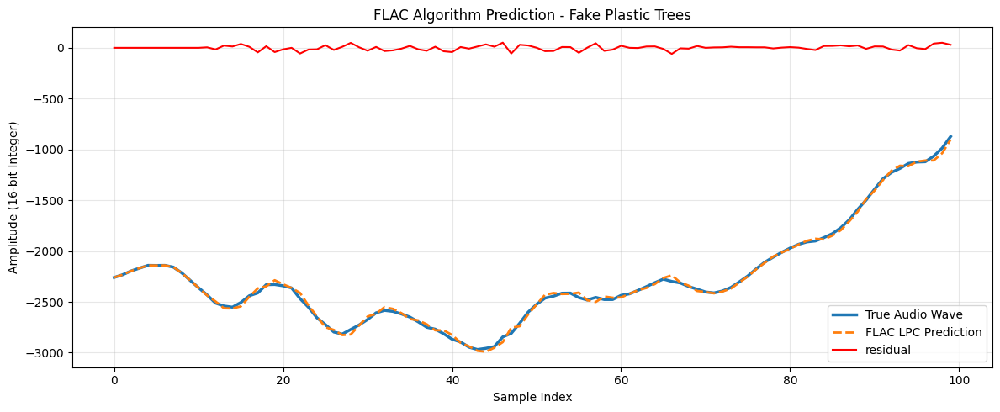 FLAC Algorithm Prediction - Fake Plastic Trees
0
−500
−1000
−1500
−2000
−2500
−3000
Amplitude (16-bit Integer)
True Audio Wave
FLAC LPC Prediction
residual
0
20
40
60
80
100
Sample Index